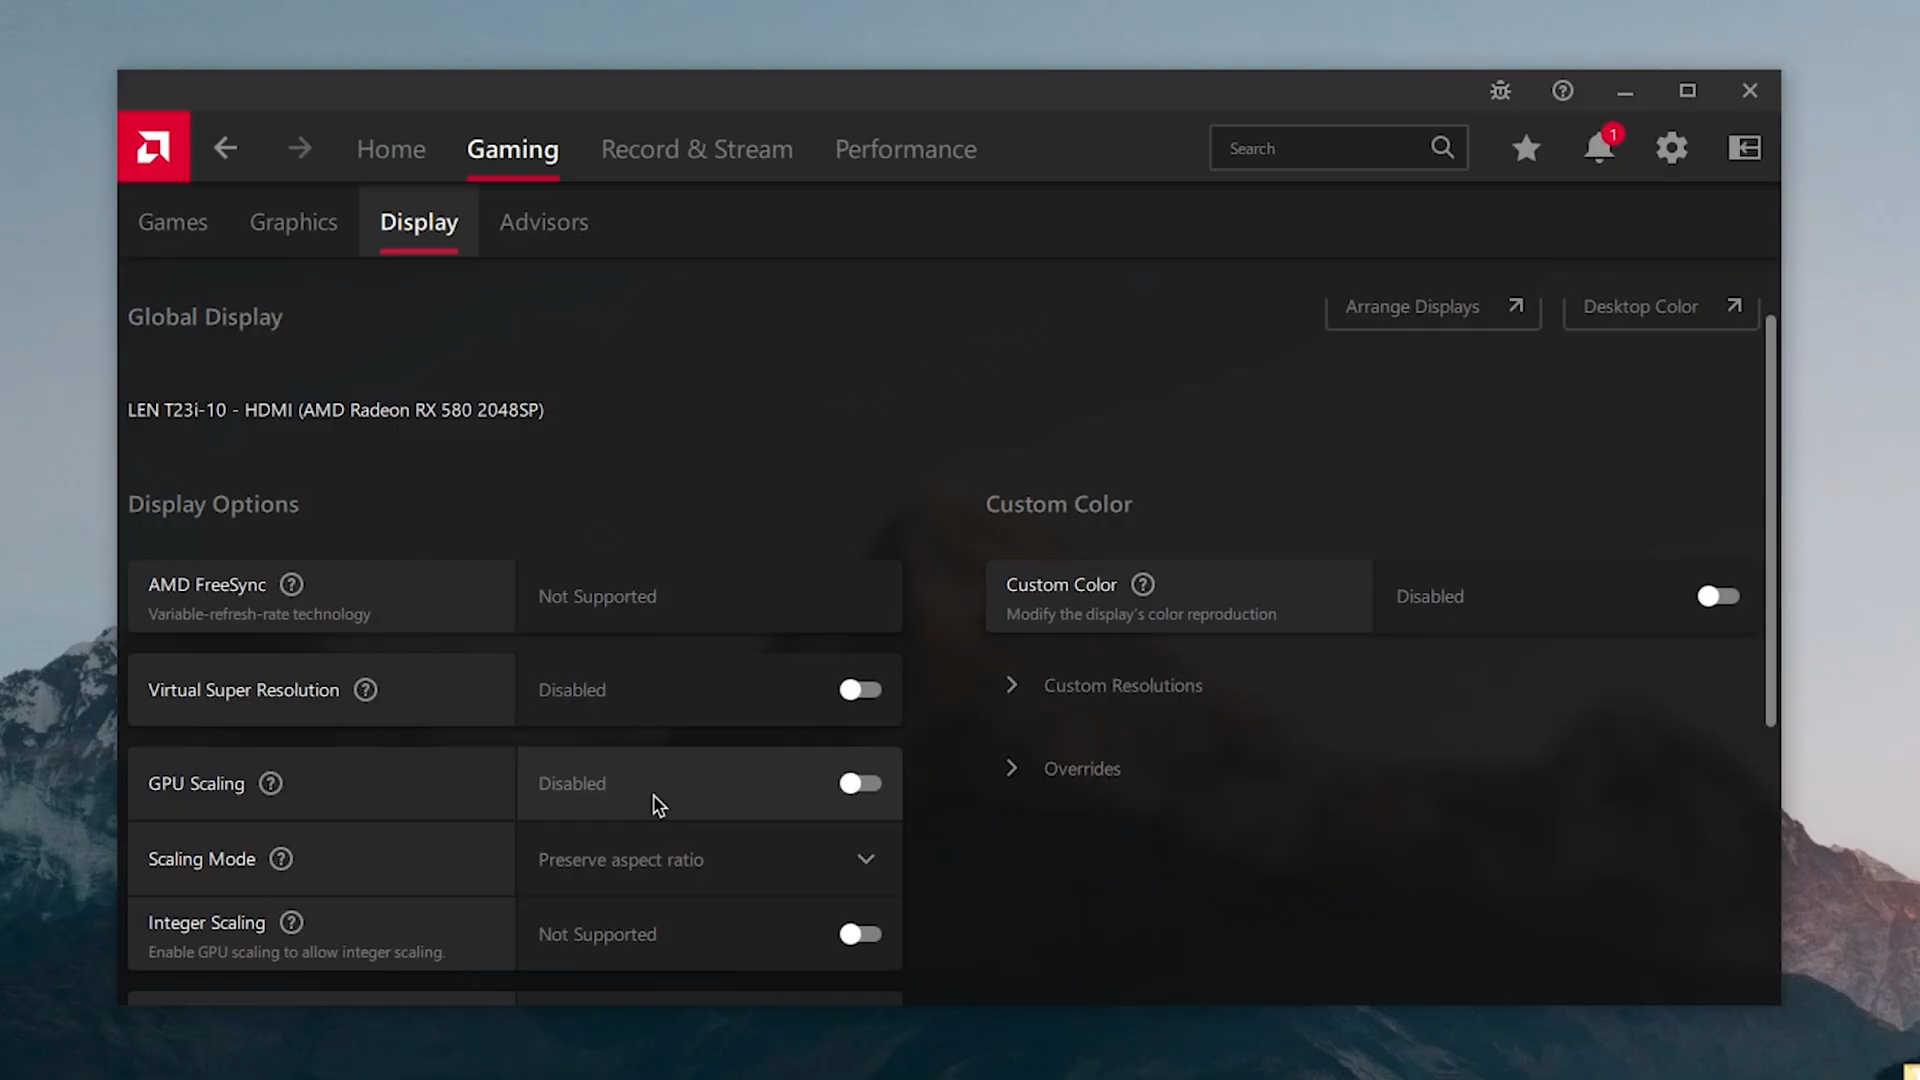 1
Home
Gaming
Record & Stream
Performance
Search
Games
Graphics
Display
Advisors
Global Display
Arrange Displays
Desktop Color
LEN T23i-10 - HDMI (AMD Radeon RX 580 2048SP)
Display Options
AMD FreeSync
Variable-refresh-rate technology
Not Supported
Virtual Super Resolution
Disabled
GPU Scaling
Disabled
Scaling Mode
Preserve aspect ratio
Integer Scaling
Enable GPU scaling to allow integer scaling.
Not Supported
Custom Color
Custom Color
Modify the display's color reproduction
Disabled
Custom Resolutions
Overrides